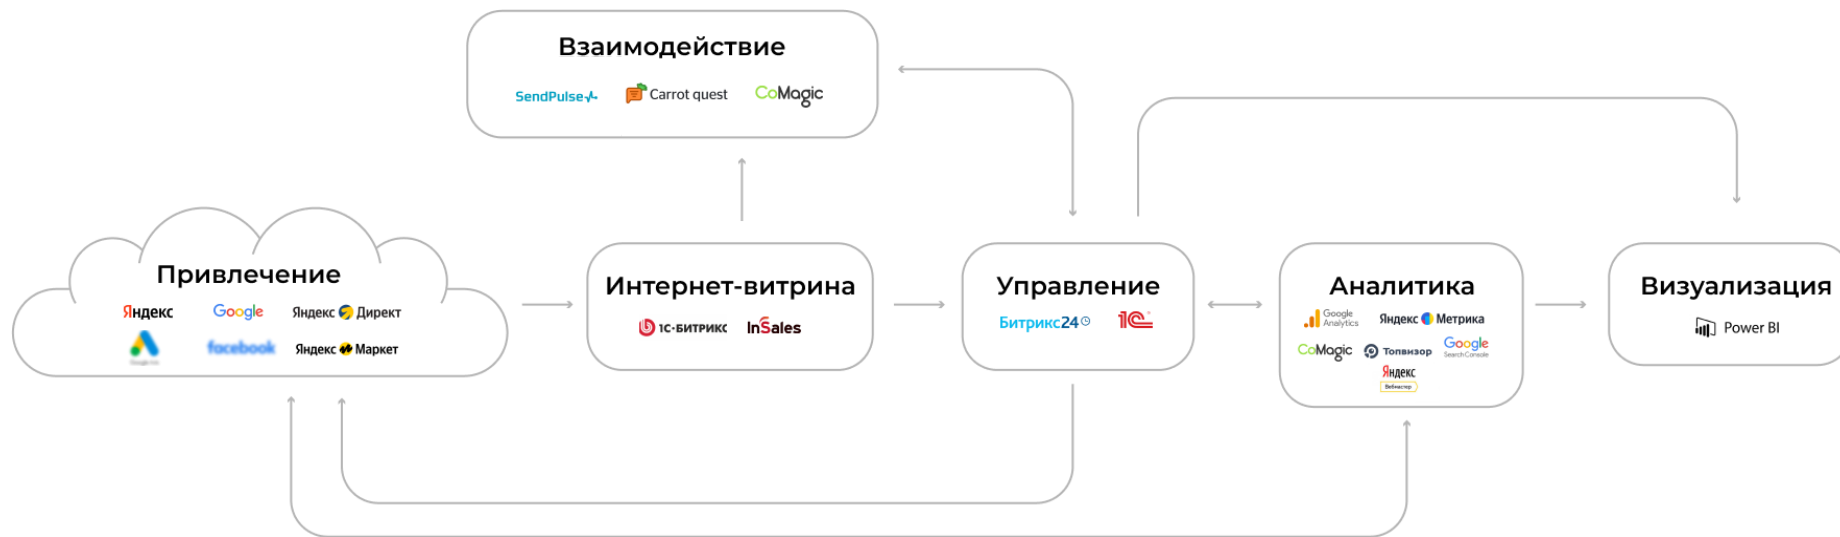 Взаимодействие
SendPulse
Carrot quest
CoMagic
Привлечение
Яндекс
Google
Яндекс Директ
facebook
Яндекс Маркет
Интернет-витрина
1С-БИТРИКС
InSales
Управление
Битрикс24
1С
Аналитика
Google Analytics
Яндекс Метрика
CoMagic
Топвизор
Google Search Console
Яндекс
Вебмастер
Визуализация
Power BI